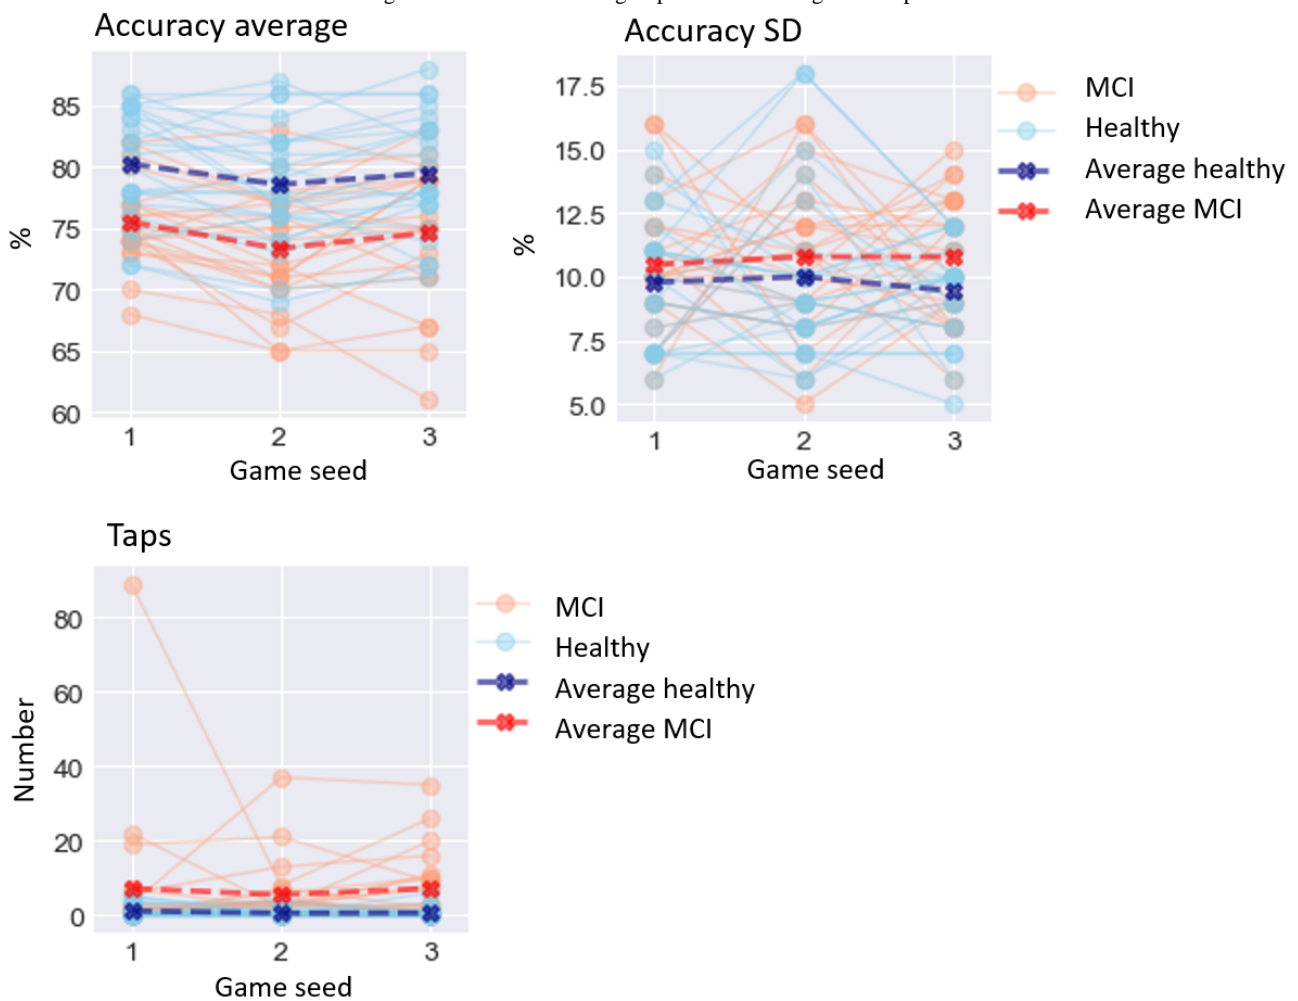 Accuracy average
85
80
75
70
65
60
%
1 2 3
Game seed
Accuracy SD
17.5
15.0
12.5
10.0
7.5
5.0
%
1 2 3
Game seed
MCI
Healthy
Average healthy
Average MCI
Taps
80
60
40
20
0
Number
1 2 3
Game seed
MCI
Healthy
Average healthy
Average MCI